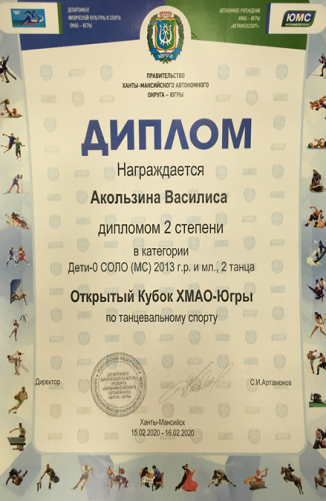 ДЕПАРТАМЕНТ
ФИЗИЧЕСКОЙ КУЛЬТУРЫ И СПОРТА
ХМАО – ЮГРЫ
АВТОНОМНОЕ УЧРЕЖДЕНИЕ
ХМАО – ЮГРЫ
«ЮГРАМЕГАСПОРТ»
ЮМС
ПРАВИТЕЛЬСТВО
ХАНТЫ-МАНСИЙСКОГО АВТОНОМНОГО
ОКРУГА – ЮГРЫ
ДИПЛОМ
Награждается
Акользина Василиса
дипломом 2 степени
в категории
Дети-0 СОЛО (МС) 2013 г.р. и мл., 2 танца
Открытый Кубок ХМАО-Югры
по танцевальному спорту
Директор
С.И.Артамонов
Ханты-Мансийск
15.02.2020 - 16.02.2020